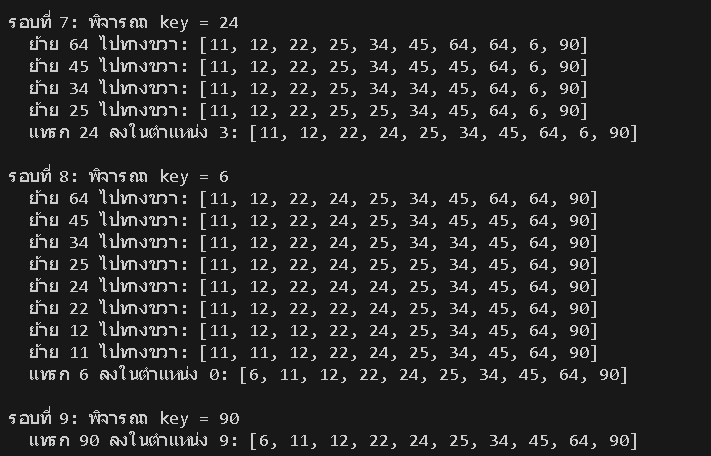 รอบที่ 7: พิจารณา key = 24
ย้าย 64 ไปทางขวา: [11, 12, 22, 25, 34, 45, 64, 64, 6, 90]
ย้าย 45 ไปทางขวา: [11, 12, 22, 25, 34, 45, 45, 64, 6, 90]
ย้าย 34 ไปทางขวา: [11, 12, 22, 25, 34, 34, 45, 64, 6, 90]
ย้าย 25 ไปทางขวา: [11, 12, 22, 25, 25, 34, 45, 64, 6, 90]
แทรก 24 ลงในตำแหน่ง 3: [11, 12, 22, 24, 25, 34, 45, 64, 6, 90]
รอบที่ 8: พิจารณา key = 6
ย้าย 64 ไปทางขวา: [11, 12, 22, 24, 25, 34, 45, 64, 64, 90]
ย้าย 45 ไปทางขวา: [11, 12, 22, 24, 25, 34, 45, 45, 64, 90]
ย้าย 34 ไปทางขวา: [11, 12, 22, 24, 25, 34, 34, 45, 64, 90]
ย้าย 25 ไปทางขวา: [11, 12, 22, 24, 25, 25, 34, 45, 64, 90]
ย้าย 24 ไปทางขวา: [11, 12, 22, 24, 24, 25, 34, 45, 64, 90]
ย้าย 22 ไปทางขวา: [11, 12, 22, 22, 24, 25, 34, 45, 64, 90]
ย้าย 12 ไปทางขวา: [11, 12, 12, 22, 24, 25, 34, 45, 64, 90]
ย้าย 11 ไปทางขวา: [11, 11, 12, 22, 24, 25, 34, 45, 64, 90]
แทรก 6 ลงในตำแหน่ง 0: [6, 11, 12, 22, 24, 25, 34, 45, 64, 90]
รอบที่ 9: พิจารณา key = 90
แทรก 90 ลงในตำแหน่ง 9: [6, 11, 12, 22, 24, 25, 34, 45, 64, 90]